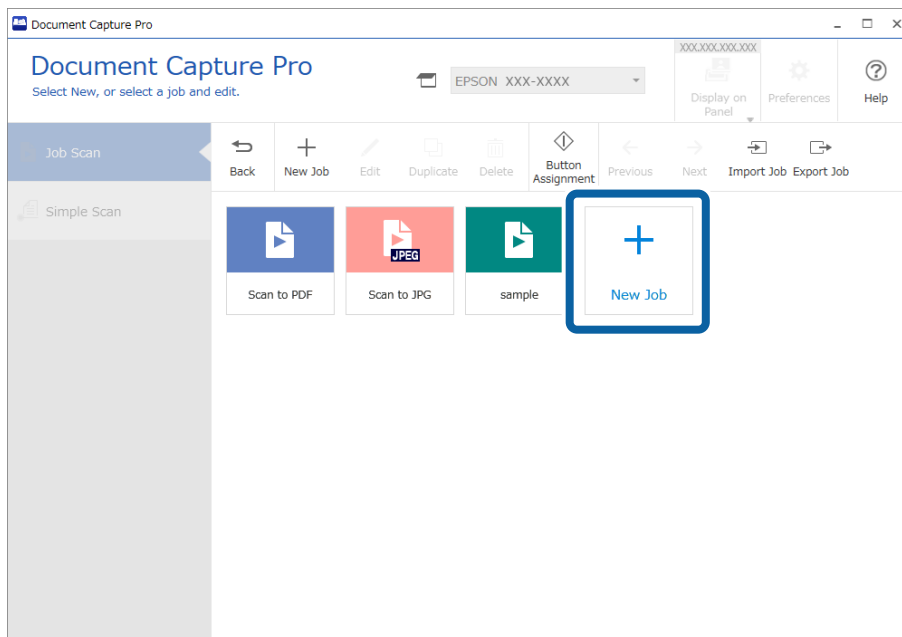 Document Capture Pro
Document Capture Pro
Select New, or select a job and edit.
EPSON XXX-XXXX
XXX.XXX.XXX.XXX
Display on
Panel
Preferences
Help
Job Scan
Simple Scan
Back
New Job
Edit
Duplicate
Delete
Button
Assignment
Previous
Next
Import Job
Export Job
JPEG
Scan to PDF
Scan to JPG
sample
New Job